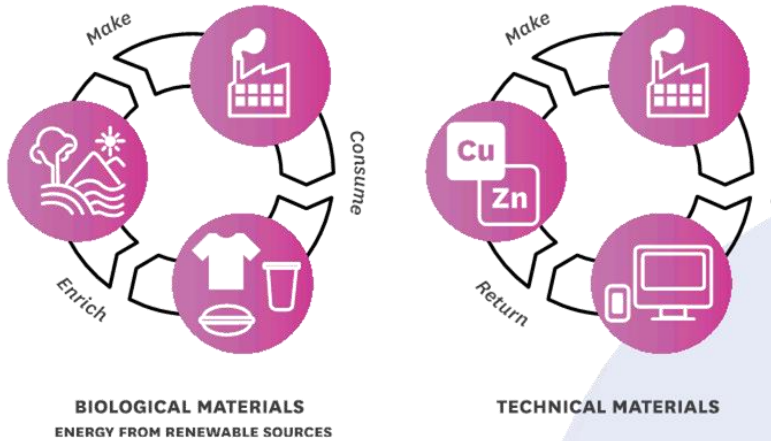 Make
Consume
Enrich
BIOLOGICAL MATERIALS
ENERGY FROM RENEWABLE SOURCES
Make
Cu
Zn
Return
TECHNICAL MATERIALS